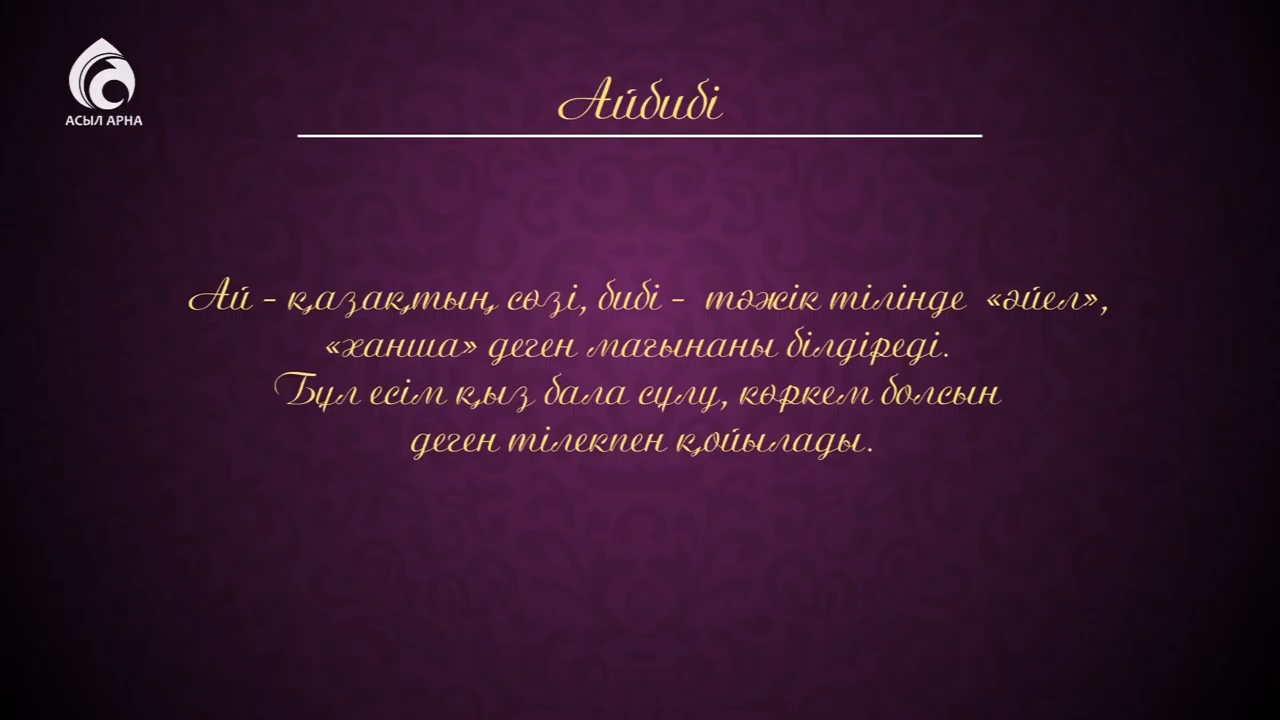 АСЫЛ АРНА
Айбибі
Ай - қазақтың сөзі, бибі - тәжік тілінде «әйел»,
«ханша» деген мағынаны білдіреді.
Бұл есім қыз бала сұлу, көркем болсын
деген тілекпен қойылады.